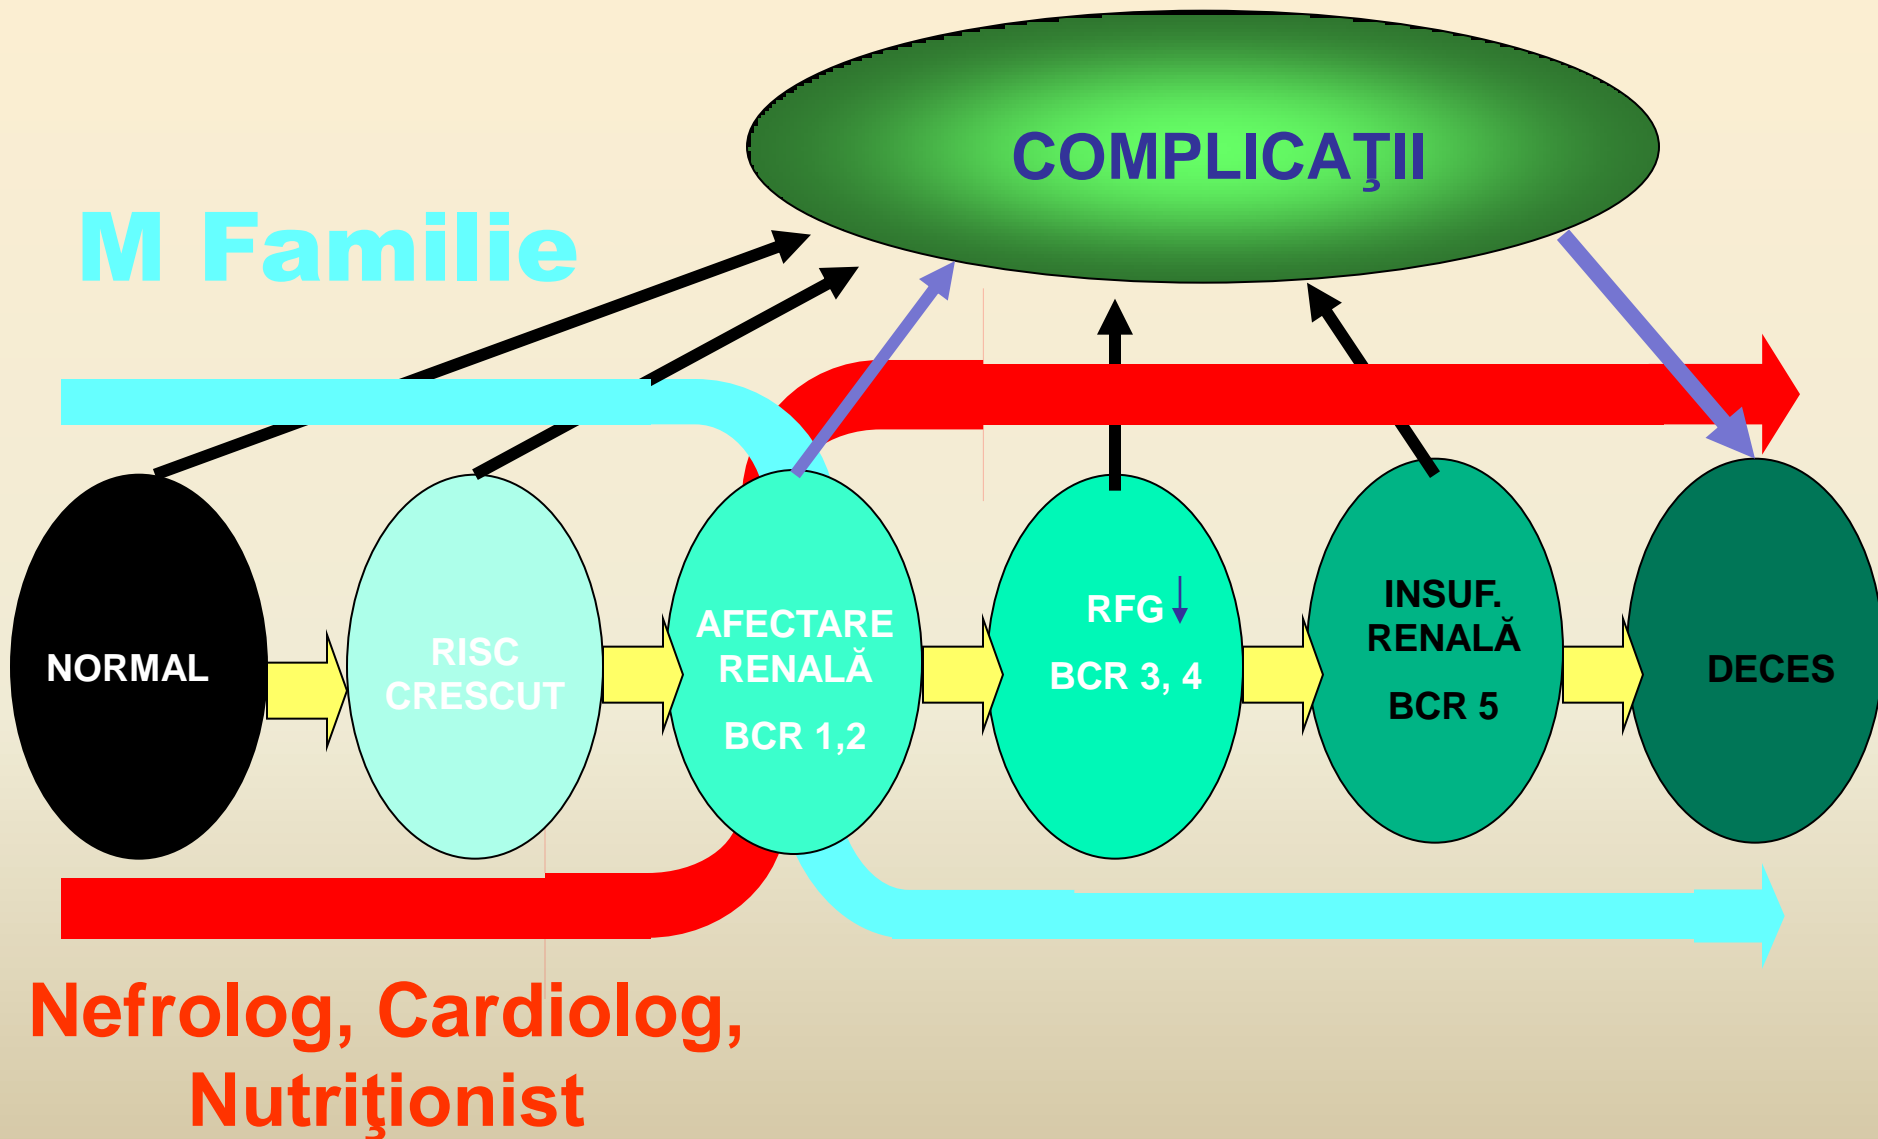 COMPLICAŢII
M Familie
NORMAL
RISC
CRESCUT
AFECTARE
RENALĂ
BCR 1,2
RFG
BCR 3, 4
INSUF.
RENALĂ
BCR 5
DECES
Nefrolog, Cardiolog,
Nutriţionist